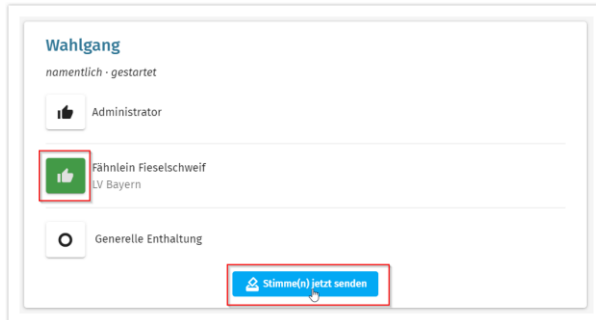 Wahlgang
namentlich · gestartet
Administrator
Fähnlein Fieselschweif
LV Bayern
Generelle Enthaltung
Stimme(n) jetzt senden